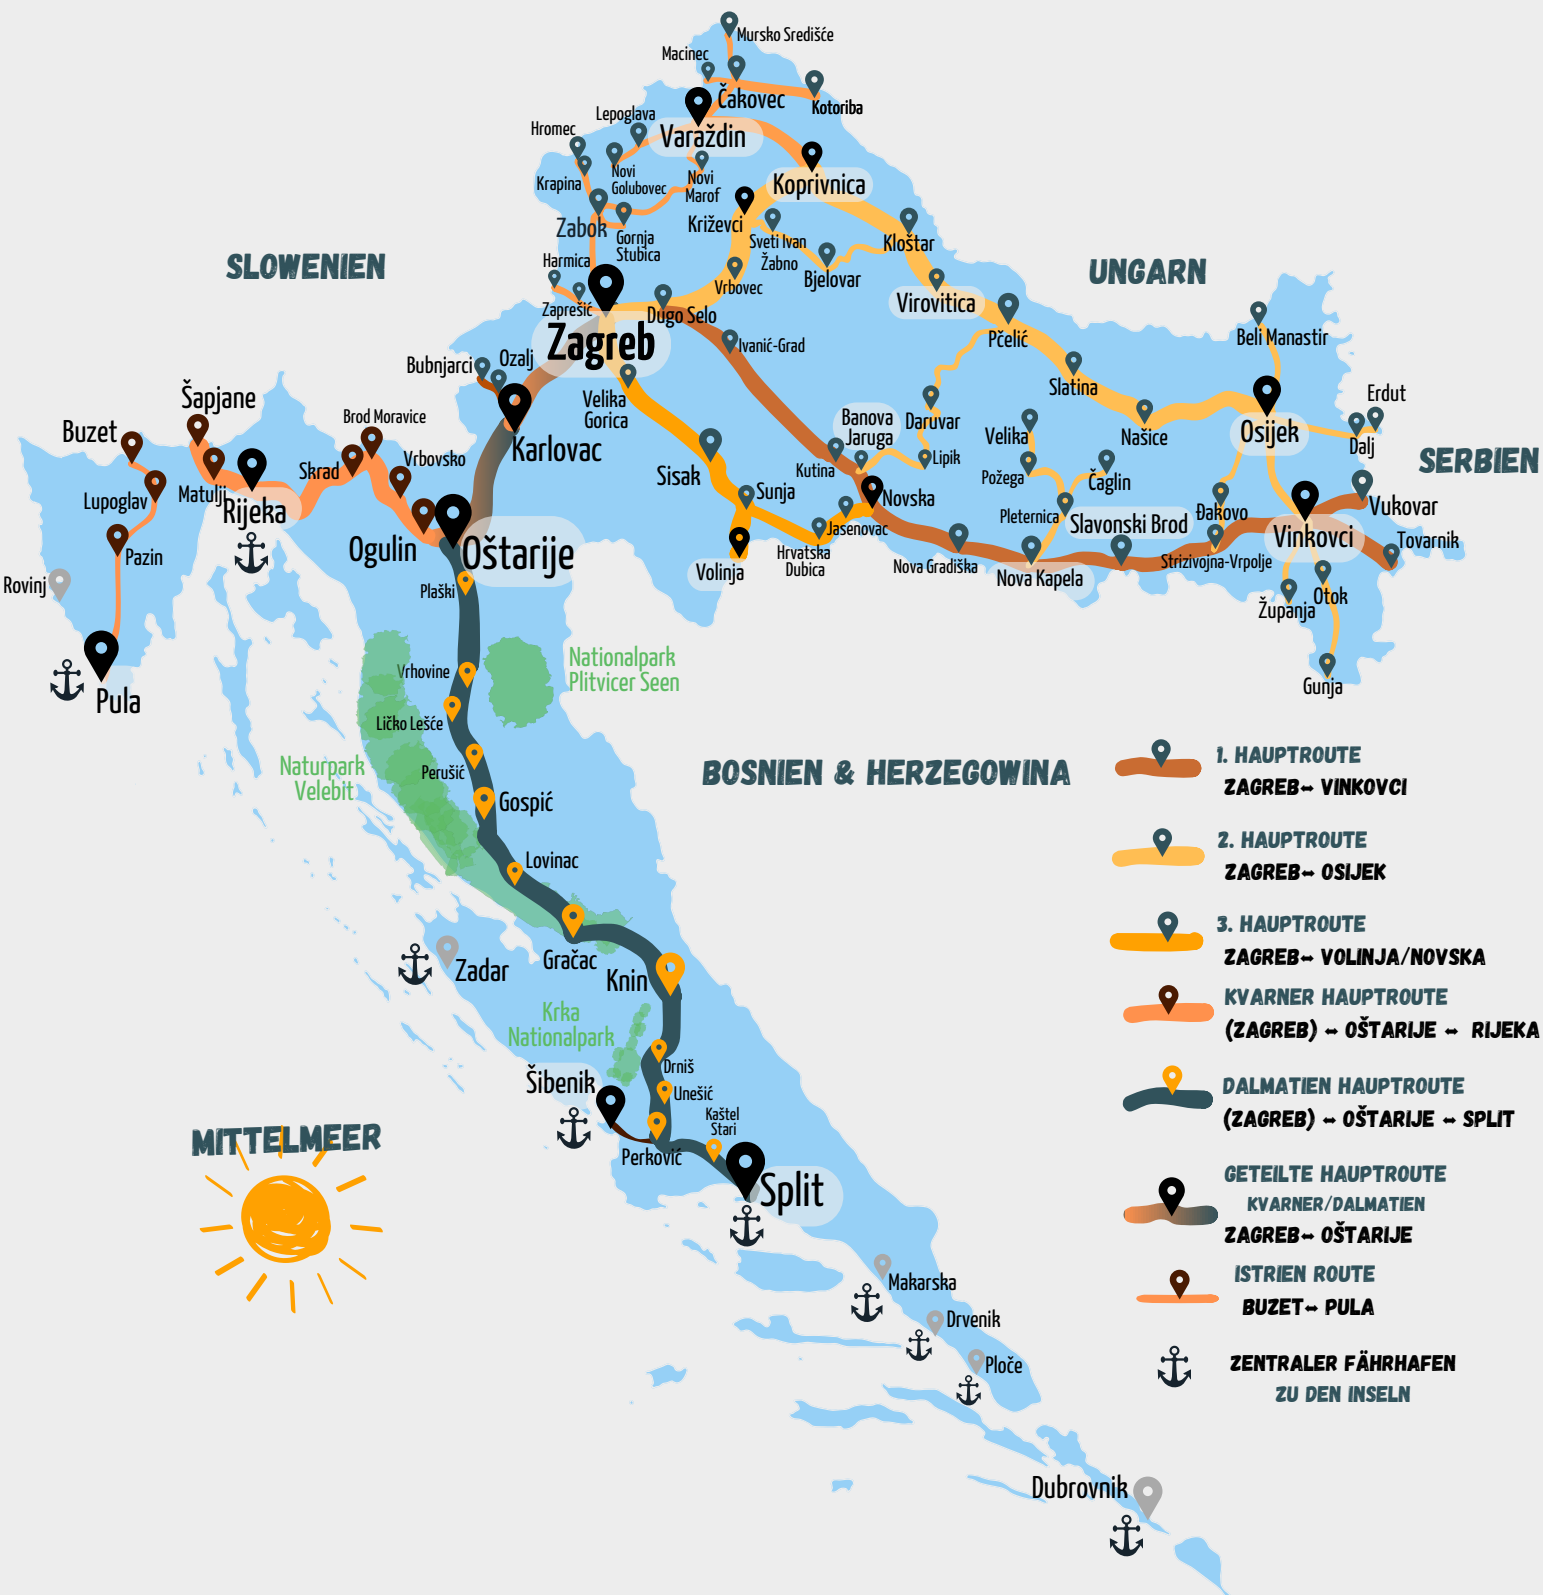 Mursko Središće
Macinec
Čakovec
Kotoriba
Lepoglava
Varaždin
Hromec
Novi
Golubovec
Krapina
Novi
Marof
Koprivnica
Zabok
Gornja
Stubica
Križevci
Sveti Ivan
Žabno
Kloštar
Bjelovar
SLOWENIEN
UNGARN
Harmica
Zaprešić
Vrbovec
Virovitica
Dugo Selo
Zagreb
Ivanić-Grad
Pčelić
Beli Manastir
Bubnjarci
Ozalj
Velika
Gorica
Slatina
Erdut
Šapjane
Buzet
Brod Moravice
Karlovac
Banova
Jaruga
Daruvar
Velika
Našice
Osijek
Dalj
SERBIEN
Skrad
Vrbovsko
Sisak
Kutina
Lipik
Požega
Čaglin
Lupoglav
Matulji
Rijeka
Sunja
Novska
Jasenovac
Pleternica
Slavonski Brod
Đakovo
Vukovar
Vinkovci
Tovarnik
Pazin
Ogulin
Oštarije
Hrvatska
Dubica
Volinja
Nova Gradiška
Nova Kapela
Strizivojna-Vrpolje
Rovinj
Plaški
Županja
Otok
Gunja
Pula
Vrhovine
Nationalpark
Plitvicer Seen
Ličko Lešće
Naturpark
Velebit
Perušić
Gospić
BOSNIEN & HERZEGOWINA
Lovinac
Gračac
Knin
Zadar
Krka
Nationalpark
Drniš
Šibenik
Unešić
Kaštel
Stari
Perković
Split
MITTELMEER
Makarska
Drvenik
Ploče
Dubrovnik
1. HAUPTROUTE
ZAGREB↔ VINKOVCI
2. HAUPTROUTE
ZAGREB↔ OSIJEK
3. HAUPTROUTE
ZAGREB↔ VOLINJA/NOVSKA
KVARNER HAUPTROUTE
(ZAGREB) ↔ OŠTARIJE ↔ RIJEKA
DALMATIEN HAUPTROUTE
(ZAGREB) ↔ OŠTARIJE ↔ SPLIT
GETEILTE HAUPTROUTE
KVARNER/DALMATIEN
ZAGREB↔ OŠTARIJE
ISTRIEN ROUTE
BUZET↔ PULA
ZENTRALER FÄHRHAFEN
ZU DEN INSELN